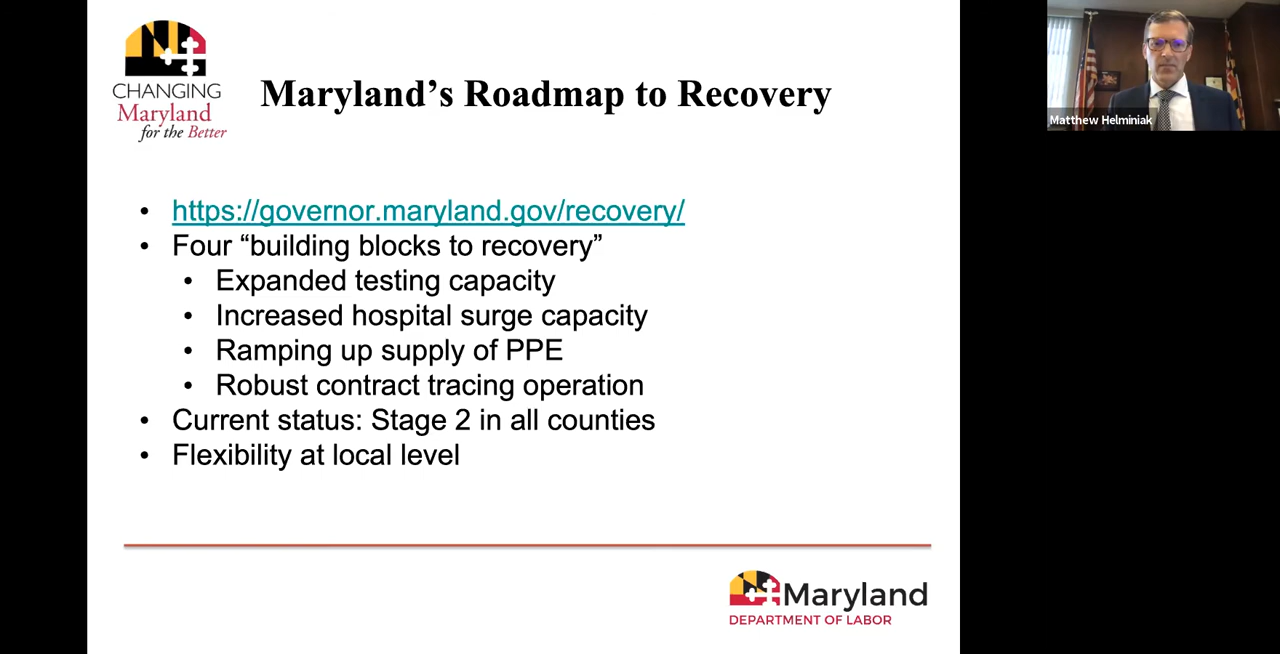 CHANGING
Maryland
for the Better
Maryland's Roadmap to Recovery
• https://governor.maryland.gov/recovery/
• Four “building blocks to recovery”
• Expanded testing capacity
• Increased hospital surge capacity
• Ramping up supply of PPE
• Robust contract tracing operation
• Current status: Stage 2 in all counties
• Flexibility at local level
Maryland
DEPARTMENT OF LABOR
Matthew Helminiak